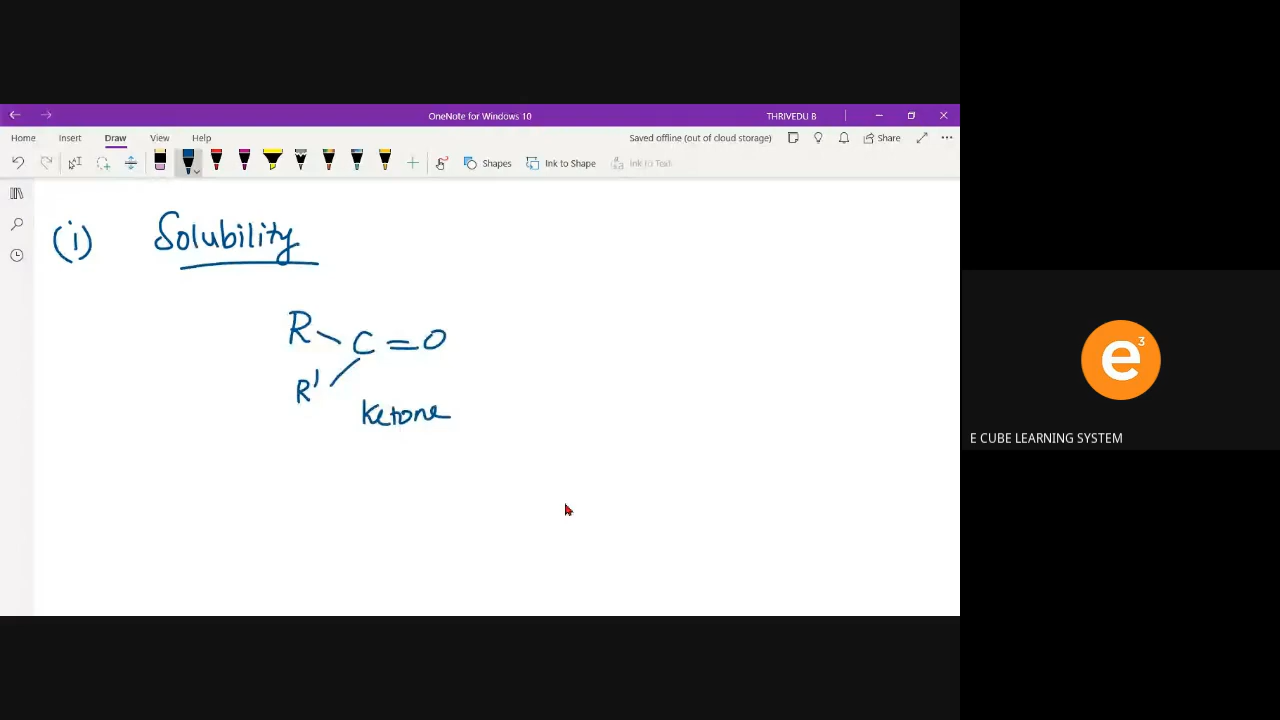 OneNote for Windows 10
THRIVEDU B
Home Insert Draw View Help
Saved offline (out of cloud storage)
Share
Shapes
Ink to Shape
Ink to Text
(i) Solubility
R
C=O
R'
Ketone
e3
E CUBE LEARNING SYSTEM